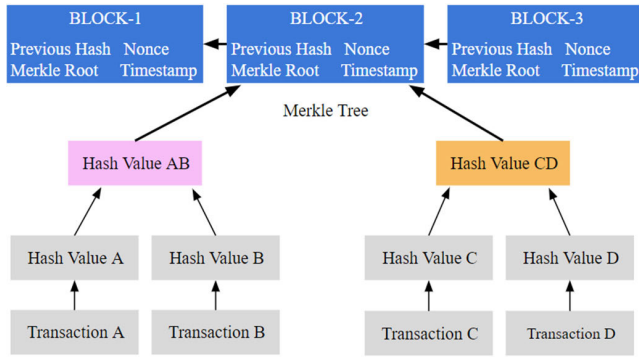 BLOCK-1 BLOCK-2 BLOCK-3
Previous Hash Nonce Previous Hash Nonce Previous Hash Nonce
Merkle Root Timestamp Merkle Root Timestamp Merkle Root Timestamp
Merkle Tree
Hash Value AB Hash Value CD
Hash Value A Hash Value B Hash Value C Hash Value D
Transaction A Transaction B Transaction C Transaction D